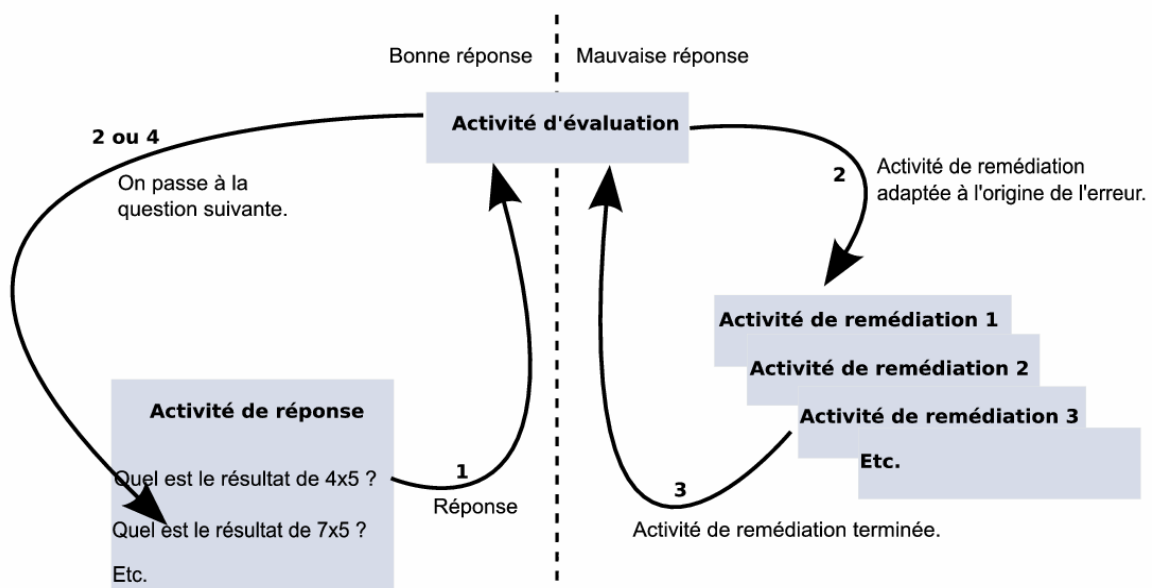 Bonne réponse
Mauvaise réponse
Activité d'évaluation
2 ou 4
On passe à la
question suivante.
2
Activité de remédiation
adaptée à l'origine de l'erreur.
Activité de remédiation 1
Activité de remédiation 2
Activité de remédiation 3
Etc.
Activité de réponse
Quel est le résultat de 4x5 ?
Quel est le résultat de 7x5 ?
Etc.
1
Réponse
3
Activité de remédiation terminée.